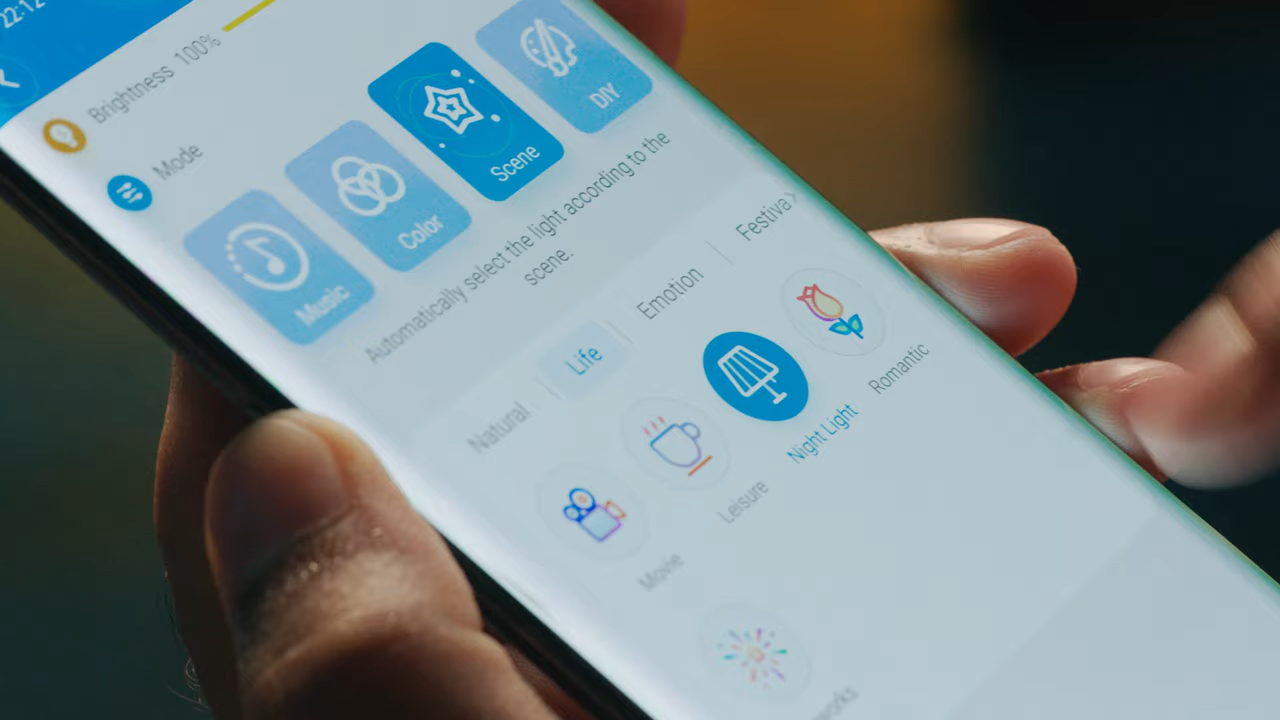 22:12
Brightness 100%
Mode
Music
Color
Scene
DIY
Automatically select the light according to the
scene.
Natural
Life
Emotion
Festiva
Movie
Leisure
Night Light
Romantic